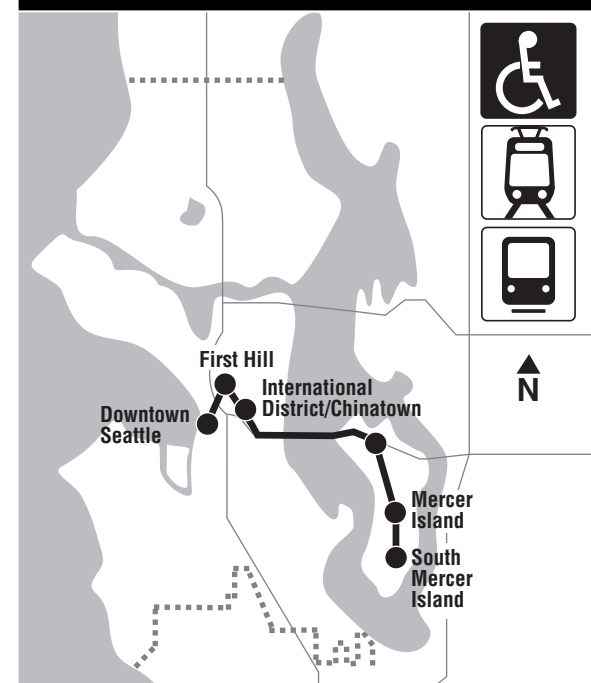 First Hill
International
District/Chinatown
Downtown
Seattle
N
Mercer
Island
South
Mercer
Island